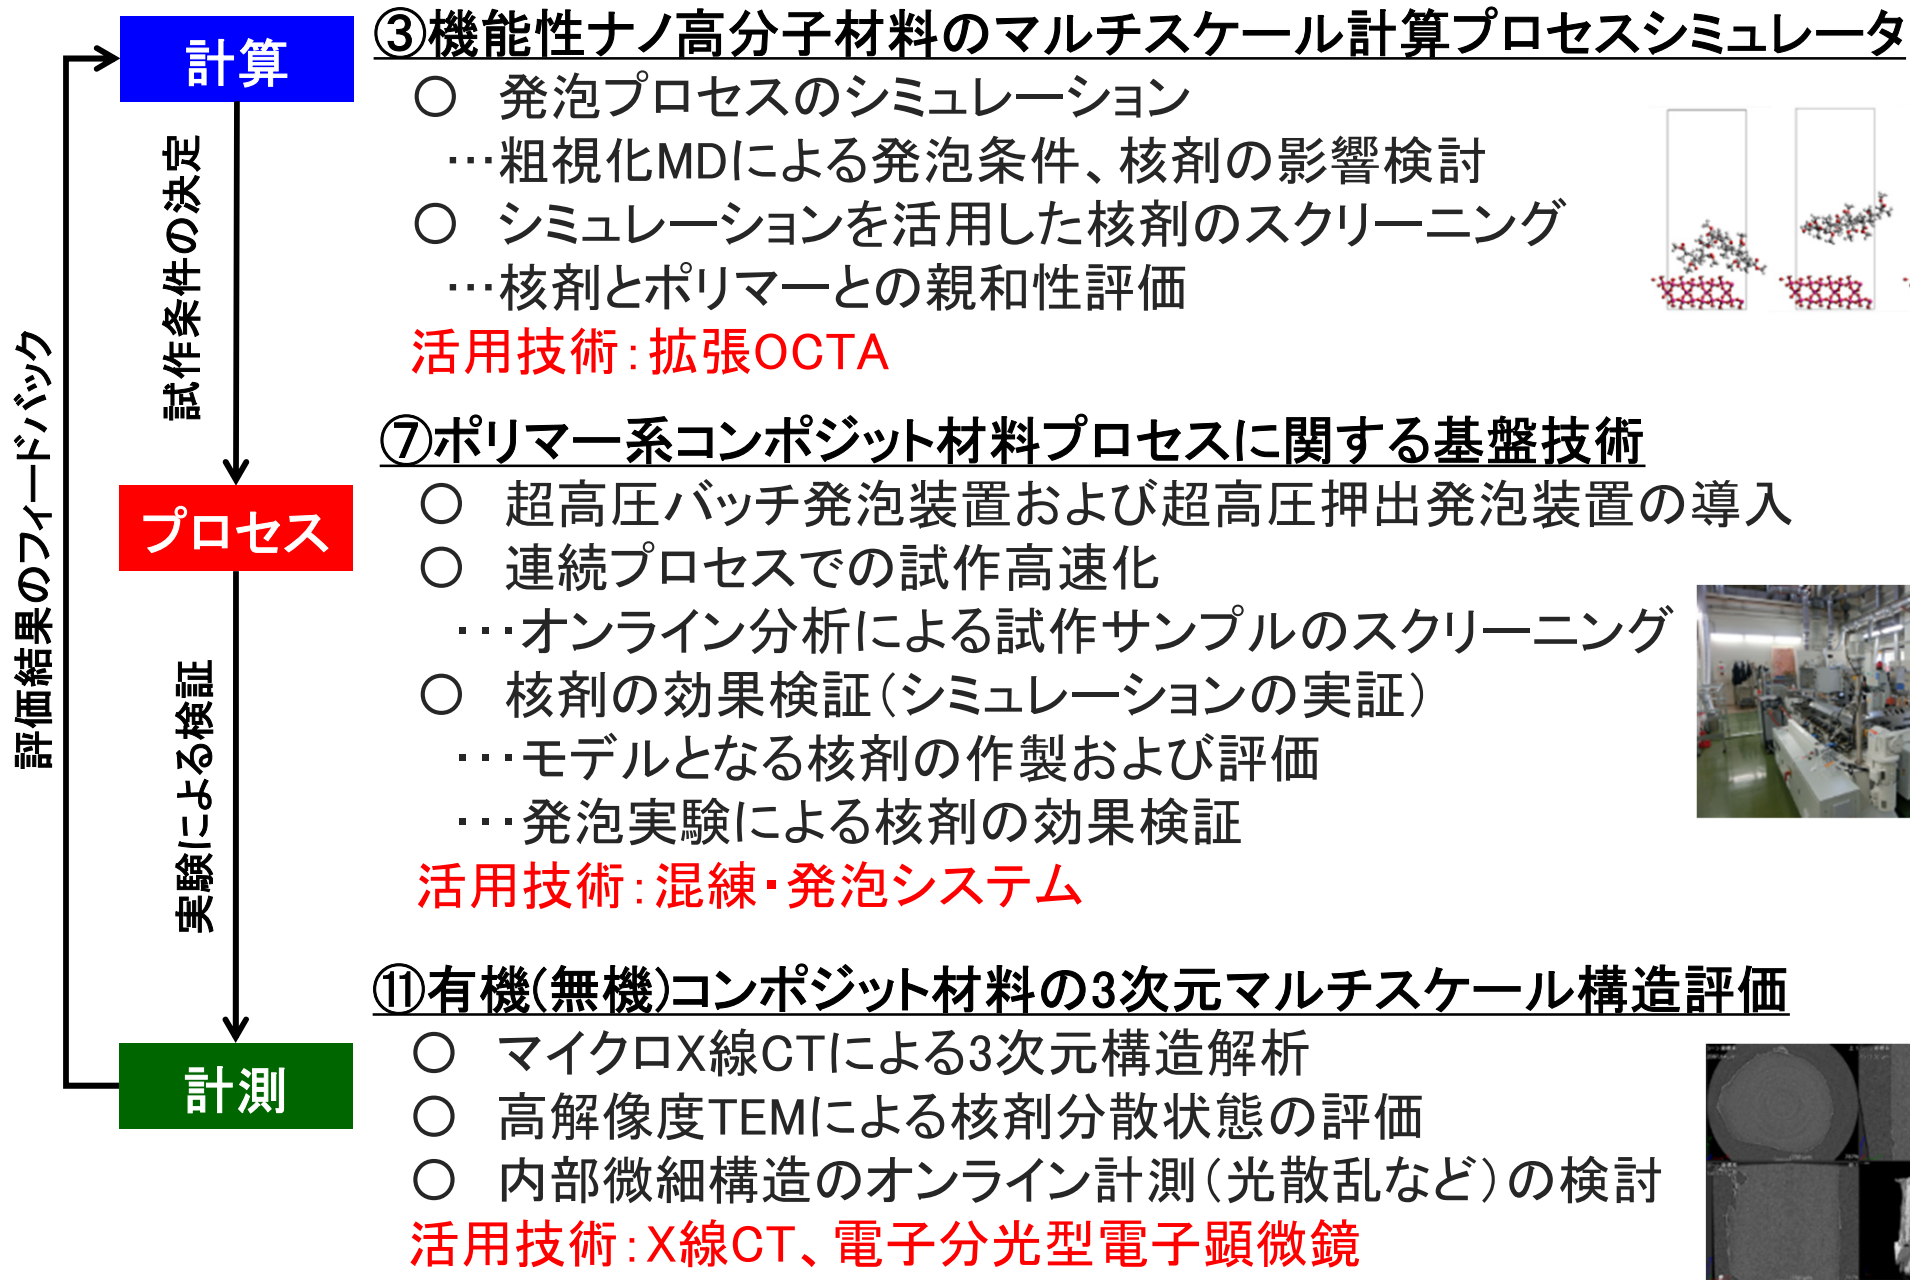 計算
③機能性ナノ高分子材料のマルチスケール計算プロセスシミュレータ
○ 発泡プロセスのシミュレーション
…粗視化MDによる発泡条件、核剤の影響検討
○ シミュレーションを活用した核剤のスクリーニング
…核剤とポリマーとの親和性評価
活用技術：拡張OCTA
試作条件の決定
評価結果のフィードバック
プロセス
⑦ポリマー系コンポジット材料プロセスに関する基盤技術
○ 超高圧バッチ発泡装置および超高圧押出発泡装置の導入
○ 連続プロセスでの試作高速化
･･･オンライン分析による試作サンプルのスクリーニング
○ 核剤の効果検証（シミュレーションの実証）
･･･モデルとなる核剤の作製および評価
･･･発泡実験による核剤の効果検証
活用技術：混練・発泡システム
実験による検証
計測
⑪有機(無機)コンポジット材料の3次元マルチスケール構造評価
○ マイクロX線CTによる3次元構造解析
○ 高解像度TEMによる核剤分散状態の評価
○ 内部微細構造のオンライン計測（光散乱など）の検討
活用技術：X線CT、電子分光型電子顕微鏡